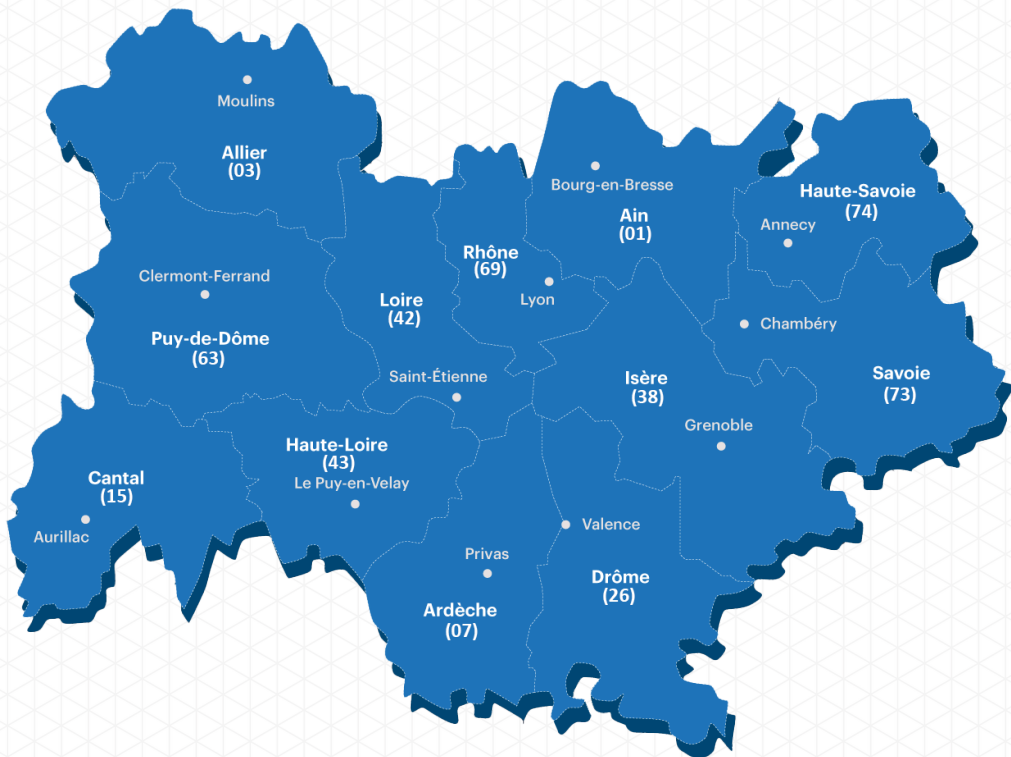 Moulins
Allier
(03)
Bourg-en-Bresse
Ain
(01)
Haute-Savoie
(74)
Annecy
Rhône
(69)
Lyon
Clermont-Ferrand
Puy-de-Dôme
(63)
Loire
(42)
Saint-Étienne
Chambéry
Savoie
(73)
Isère
(38)
Grenoble
Haute-Loire
(43)
Le Puy-en-Velay
Cantal
(15)
Aurillac
Valence
Privas
Drôme
(26)
Ardèche
(07)